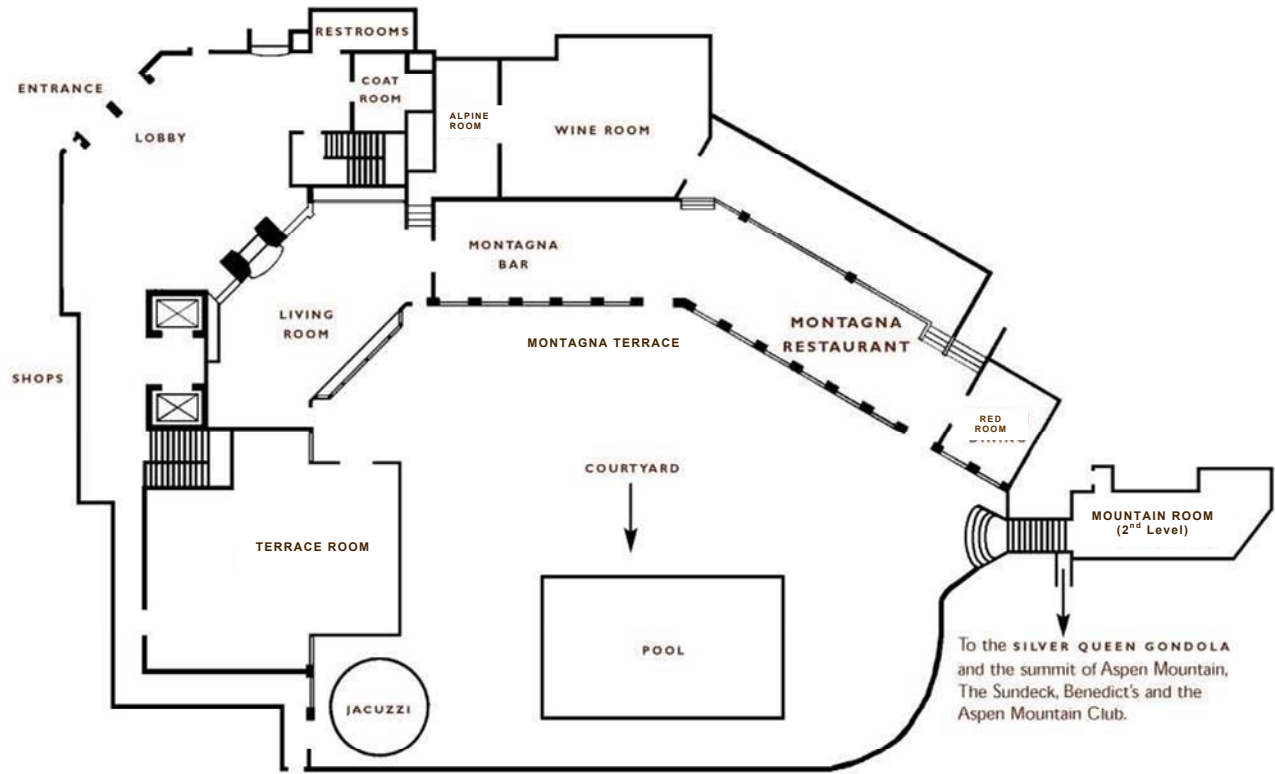 RESTROOMS
COAT
ROOM
ENTRANCE
LOBBY
ALPINE
ROOM
WINE ROOM
MONTAGNA
BAR
LIVING
ROOM
MONTAGNA TERRACE
MONTAGNA
RESTAURANT
SHOPS
RED
ROOM
COURTYARD
MOUNTAIN ROOM
(2nd Level)
TERRACE ROOM
POOL
JACUZZI
To the SILVER QUEEN GONDOLA
and the summit of Aspen Mountain,
The Sundeck, Benedict's and the
Aspen Mountain Club.